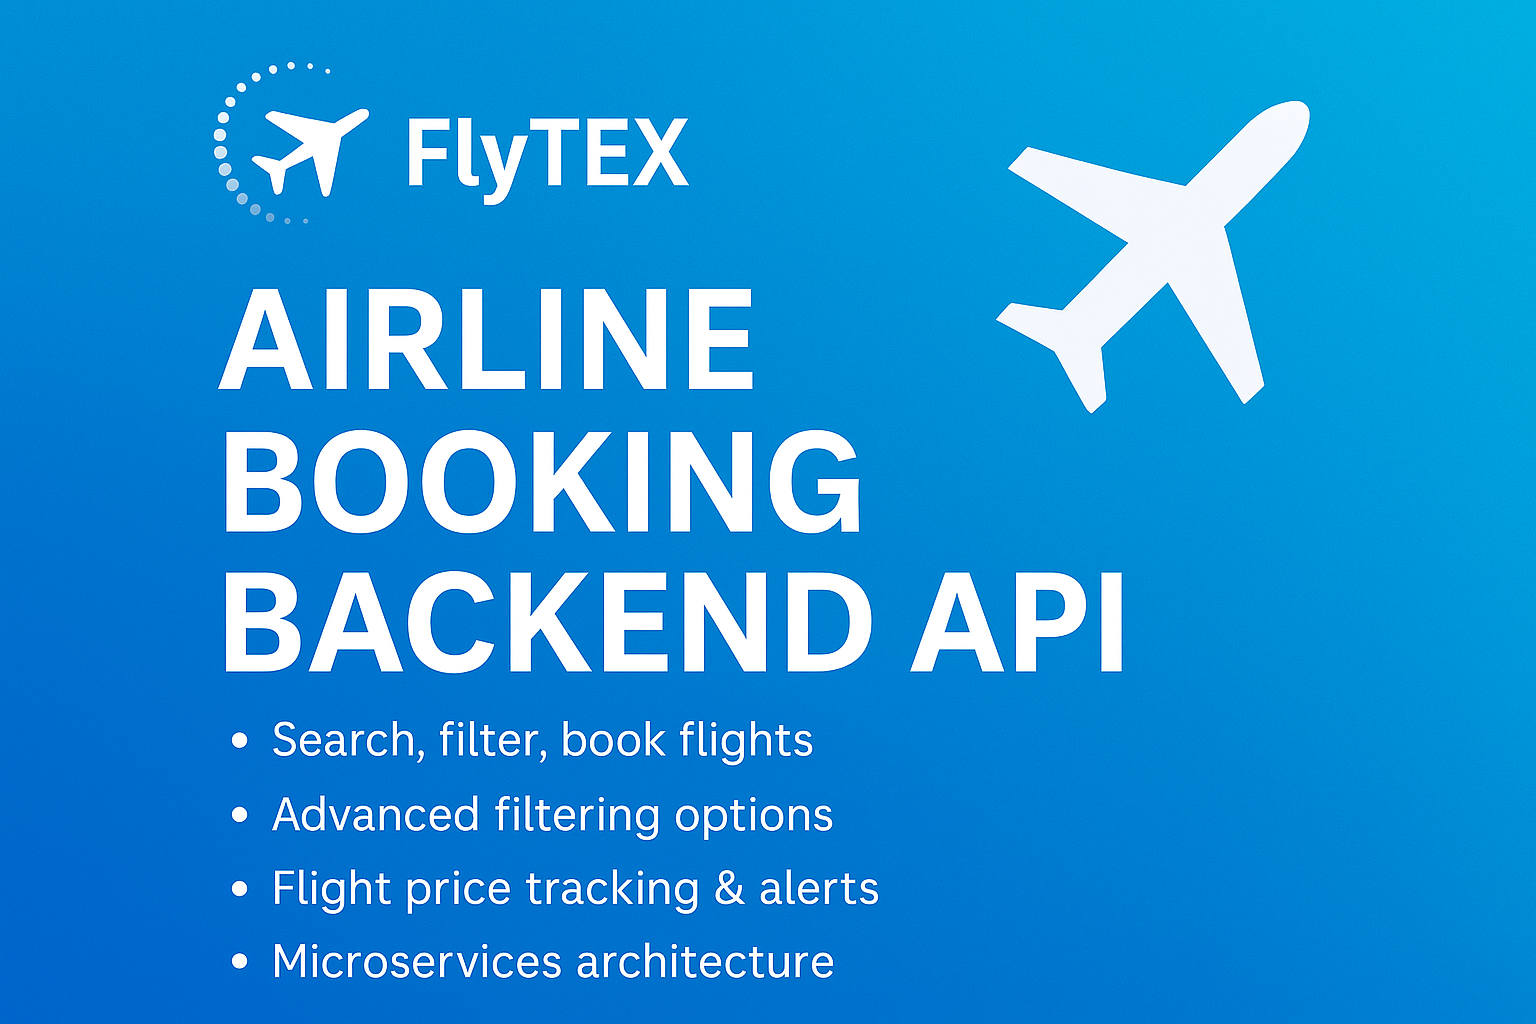 FlyTEX
AIRLINE
BOOKING
BACKEND API
• Search, filter, book flights
• Advanced filtering options
• Flight price tracking & alerts
• Microservices architecture